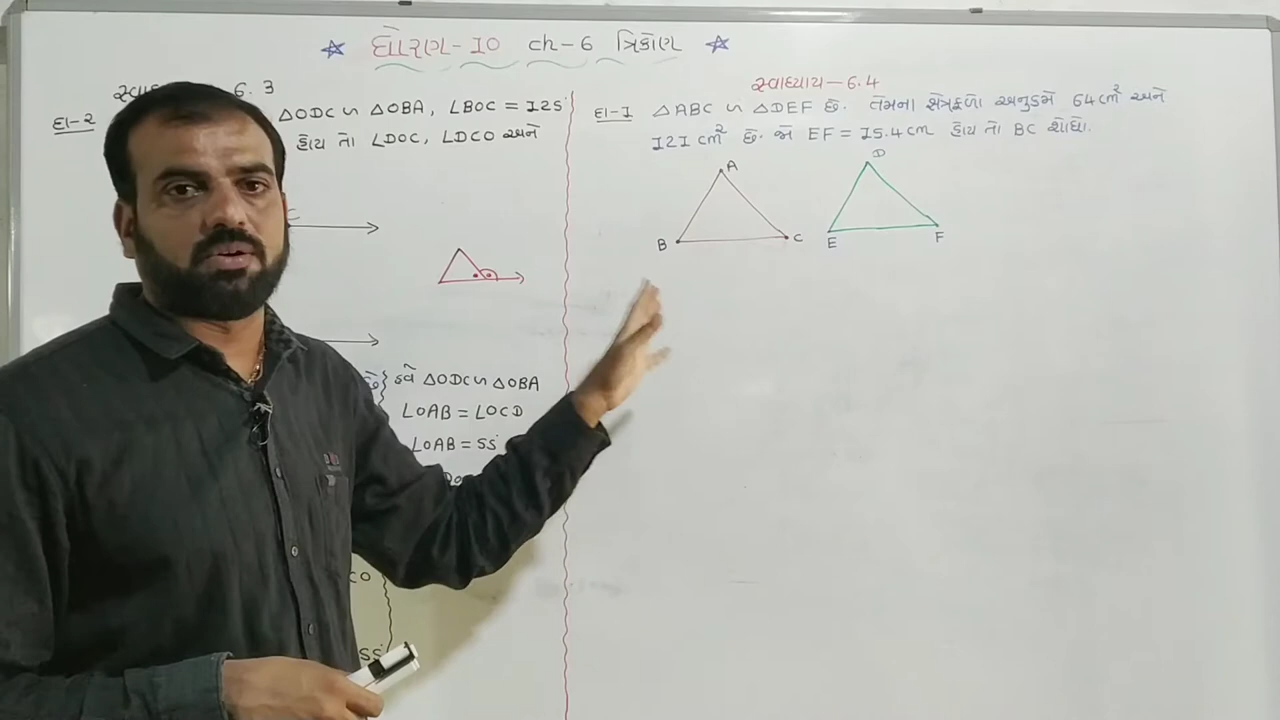 ☆ ધોરણ-10 ch-6 ત્રિકોણ ☆
6.3
દા-2 △ODC ∽ △OBA, ∠BOC = 125°
હોય તો ∠DOC, ∠DCO અને
C
છે} હવે △ODC ∽ △OBA
∠OAB = ∠OCD
∠OAB = 55°
CO
55°
સ્વાધ્યાય-6.4
દા-1 △ABC ∽ △DEF છે. તેમના ક્ષેત્રફળો અનુક્રમે 64 cm² અને
121 cm² છે. જો EF = 15.4 cm હોય તો BC શોધો.
A
B
C
D
E
F